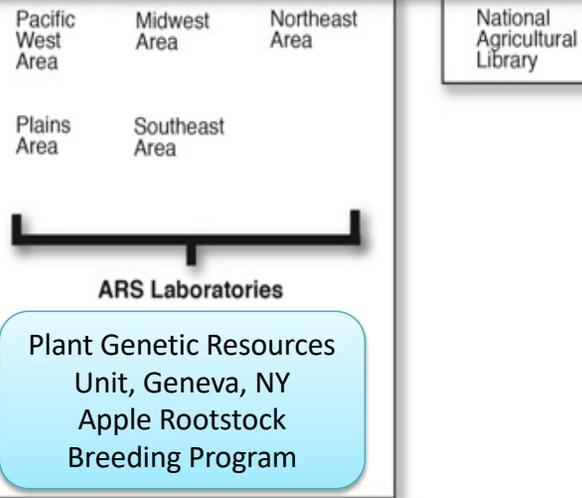 Pacific
West
Area
Midwest
Area
Northeast
Area
National
Agricultural
Library
Plains
Area
Southeast
Area
ARS Laboratories
Plant Genetic Resources
Unit, Geneva, NY
Apple Rootstock
Breeding Program